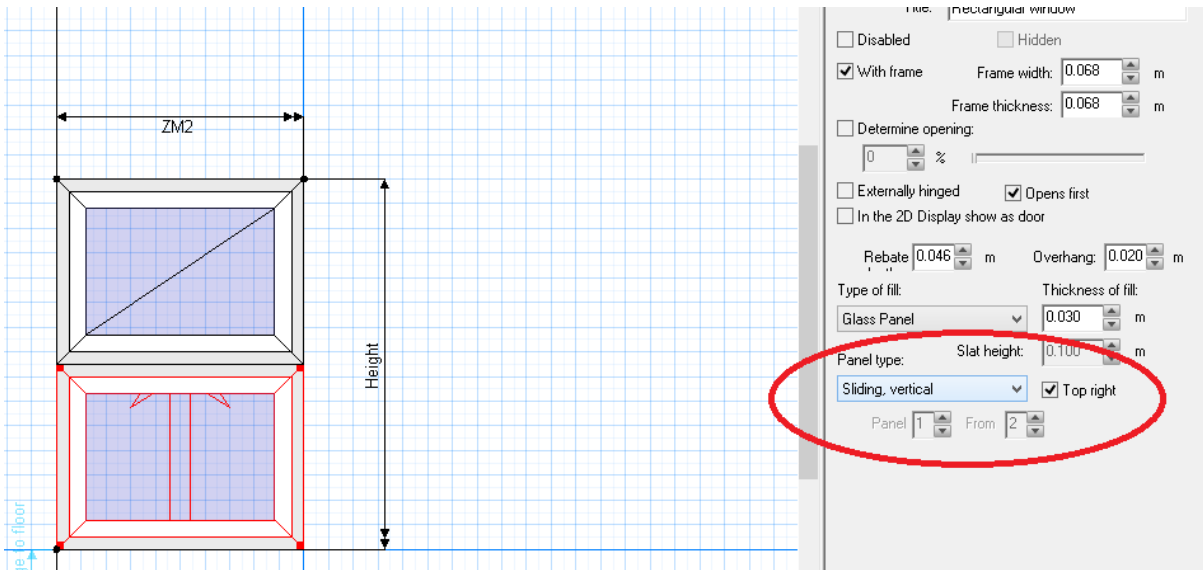 Title: Rectangular window
Disabled Hidden
With frame Frame width: 0.068 m
Frame thickness: 0.068 m
Determine opening:
0 %
Externally hinged Opens first
In the 2D Display show as door
Rebate 0.046 m Overhang: 0.020 m
Type of fill: Thickness of fill:
Glass Panel 0.030 m
Panel type: Slat height: 0.100 m
Sliding, vertical Top right
Panel 1 From 2
ZM2
Height
to floor